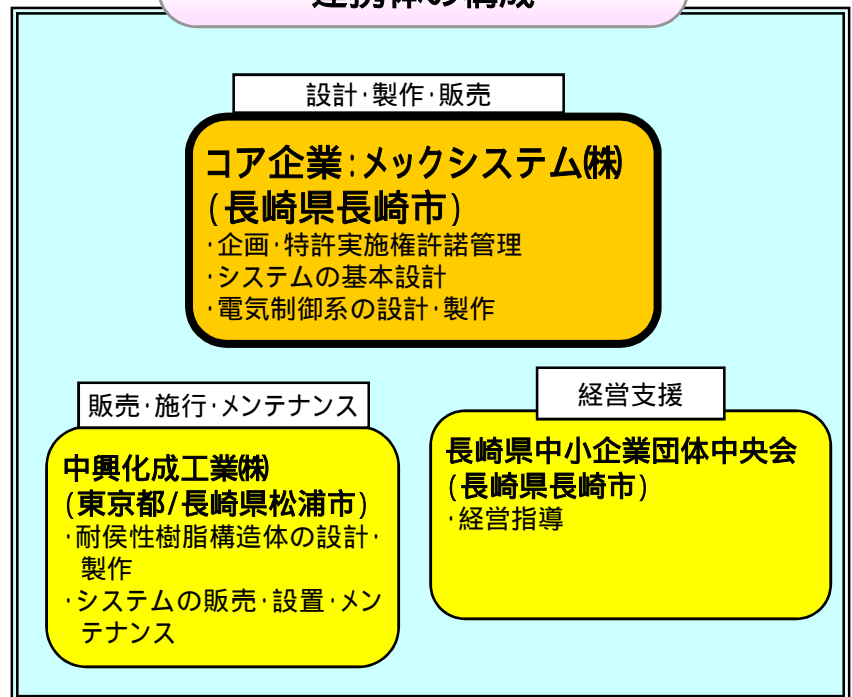 連携体の構成
設計･製作･販売
コア企業:メックシステム㈱
(長崎県長崎市)
･企画･特許実施権許諾管理
･システムの基本設計
･電気制御系の設計･製作
販売･施行･メンテナンス
中興化成工業㈱
(東京都/長崎県松浦市)
･耐侯性樹脂構造体の設計･
製作
･システムの販売･設置･メン
テナンス
経営支援
長崎県中小企業団体中央会
(長崎県長崎市)
･経営指導